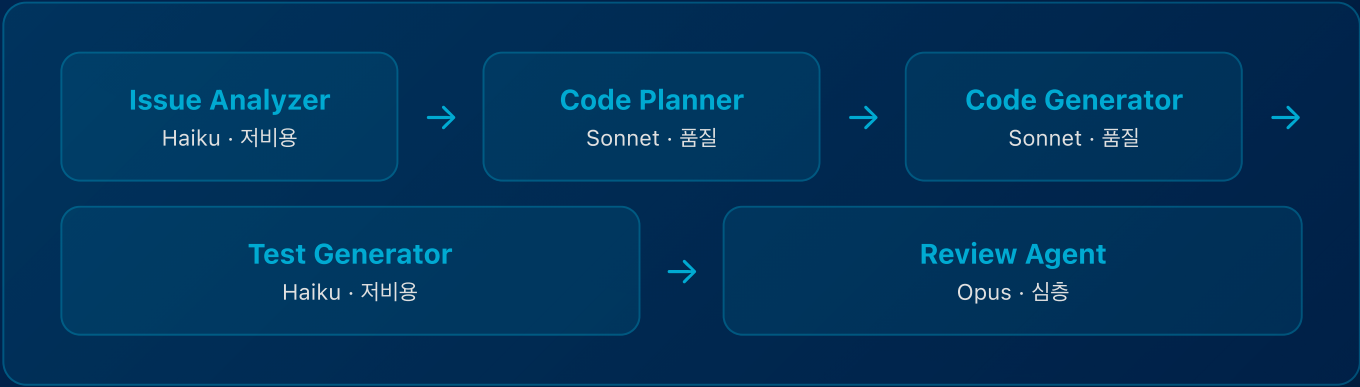 Issue Analyzer
Haiku · 저비용
→
Code Planner
Sonnet · 품질
→
Code Generator
Sonnet · 품질
→
Test Generator
Haiku · 저비용
→
Review Agent
Opus · 심층